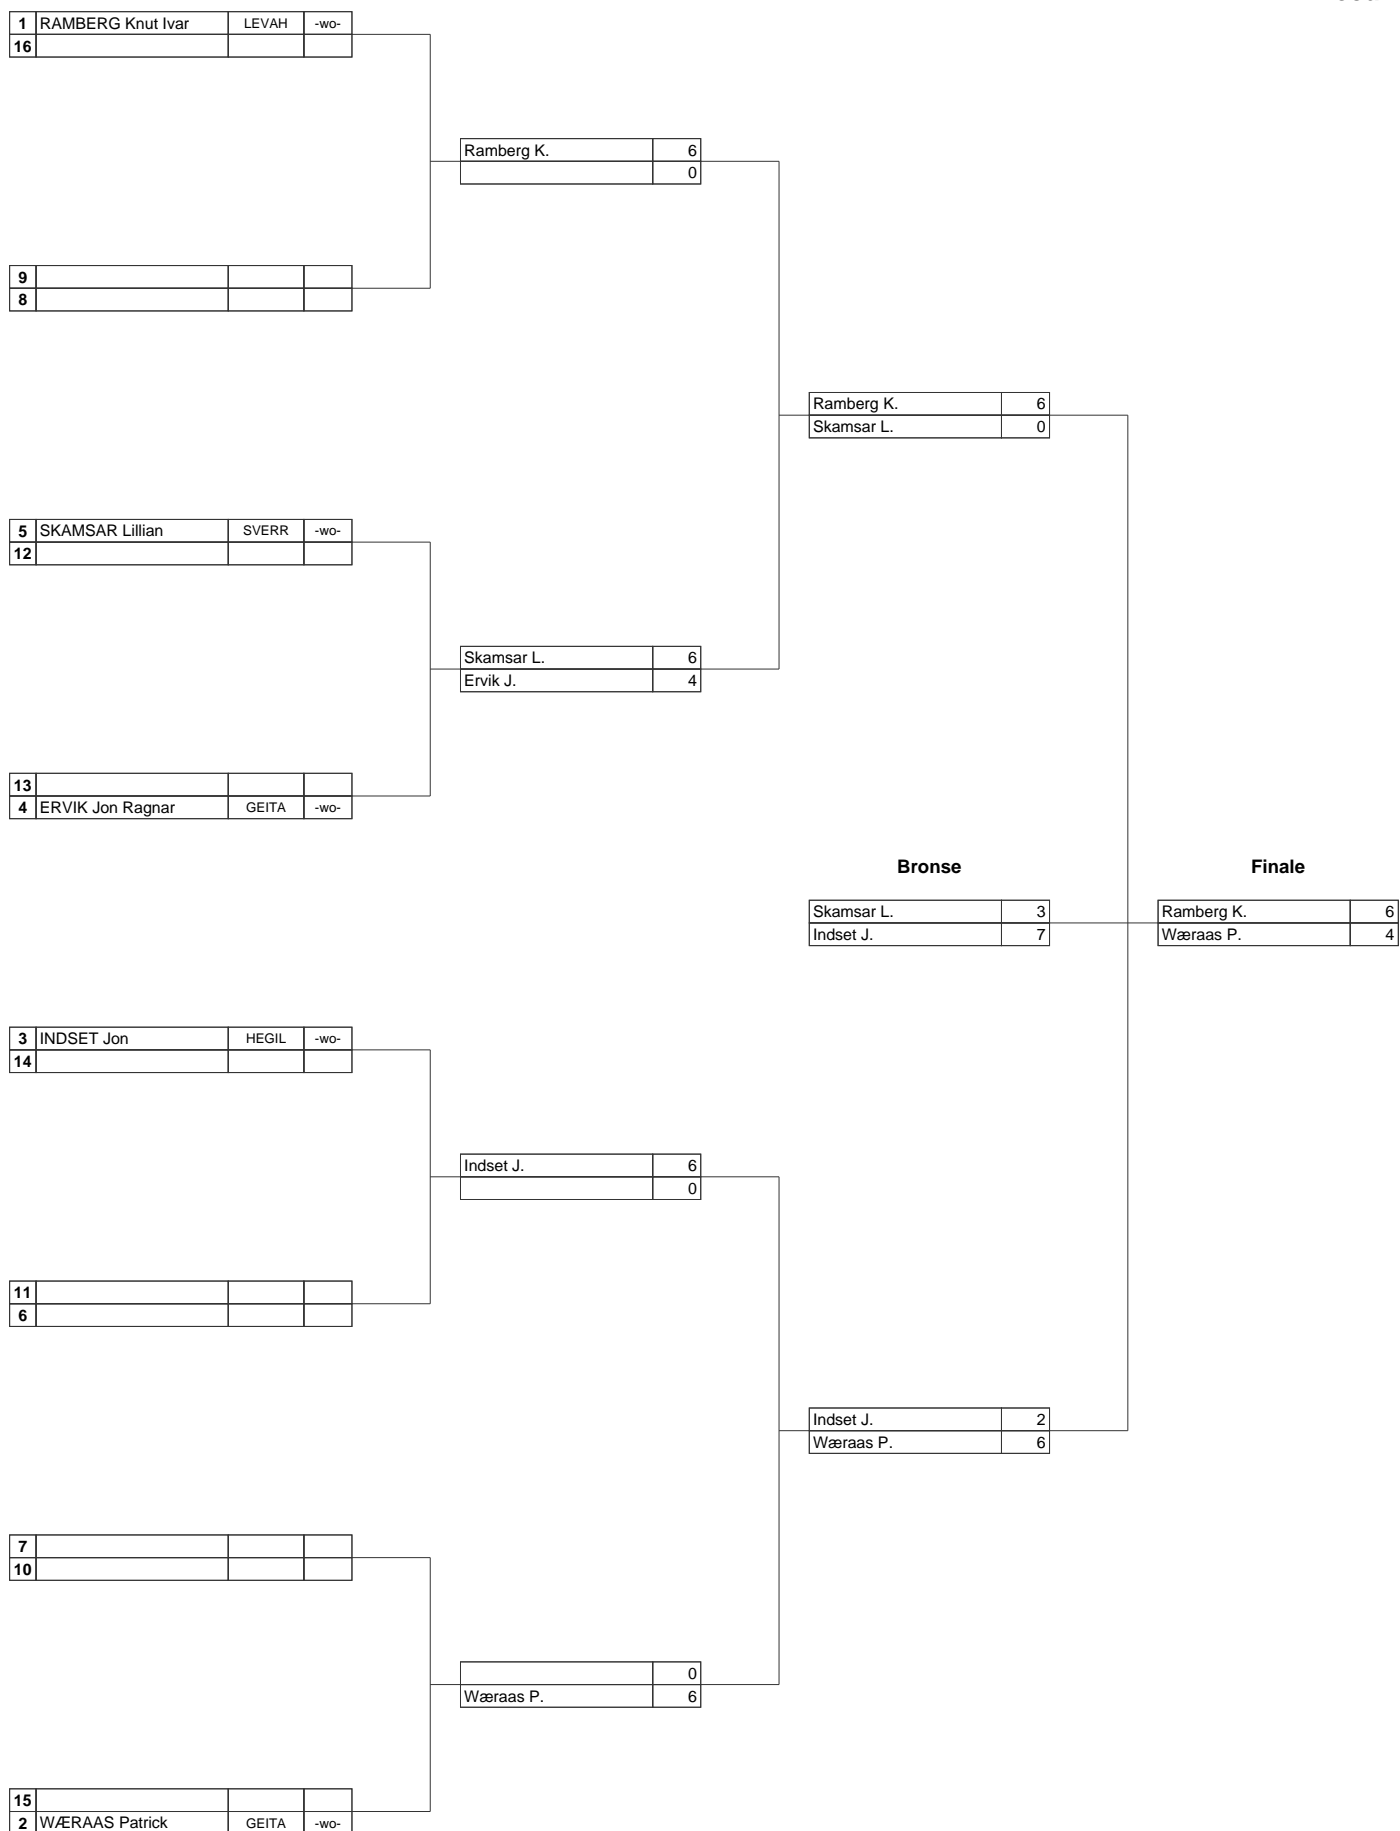 1 RAMBERG Knut Ivar LEVAH -wo-
16
Ramberg K. 6
0
9
8
Ramberg K. 6
Skamsar L. 0
5 SKAMSAR Lillian SVERR -wo-
12
Skamsar L. 6
Ervik J. 4
13
4 ERVIK Jon Ragnar GEITA -wo-
Bronse Finale
Skamsar L. 3 Ramberg K. 6
Indset J. 7 Wæraas P. 4
3 INDSET Jon HEGIL -wo-
14
Indset J. 6
0
11
6
Indset J. 2
Wæraas P. 6
7
10
0
Wæraas P. 6
15
2 WÆRAAS Patrick GEITA -wo-